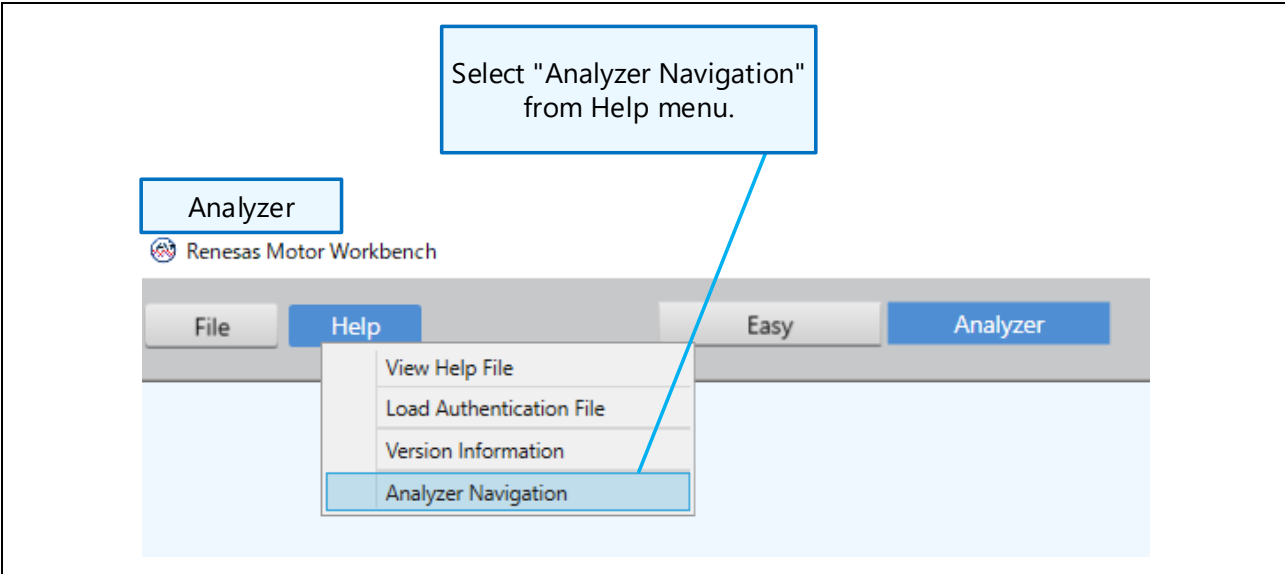 Select "Analyzer Navigation"
from Help menu.
Analyzer
Renesas Motor Workbench
File Help Easy Analyzer
View Help File
Load Authentication File
Version Information
Analyzer Navigation